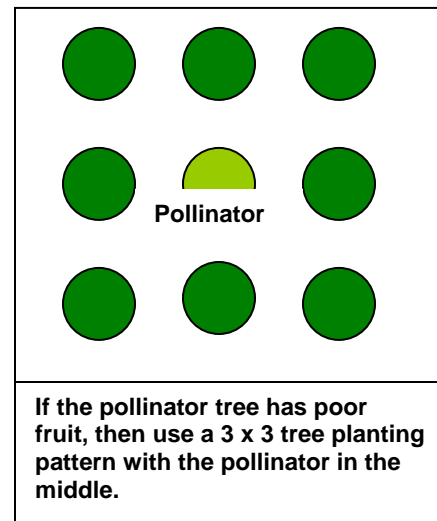 Pollinator
If the pollinator tree has poor
fruit, then use a 3 x 3 tree planting
pattern with the pollinator in the
middle.